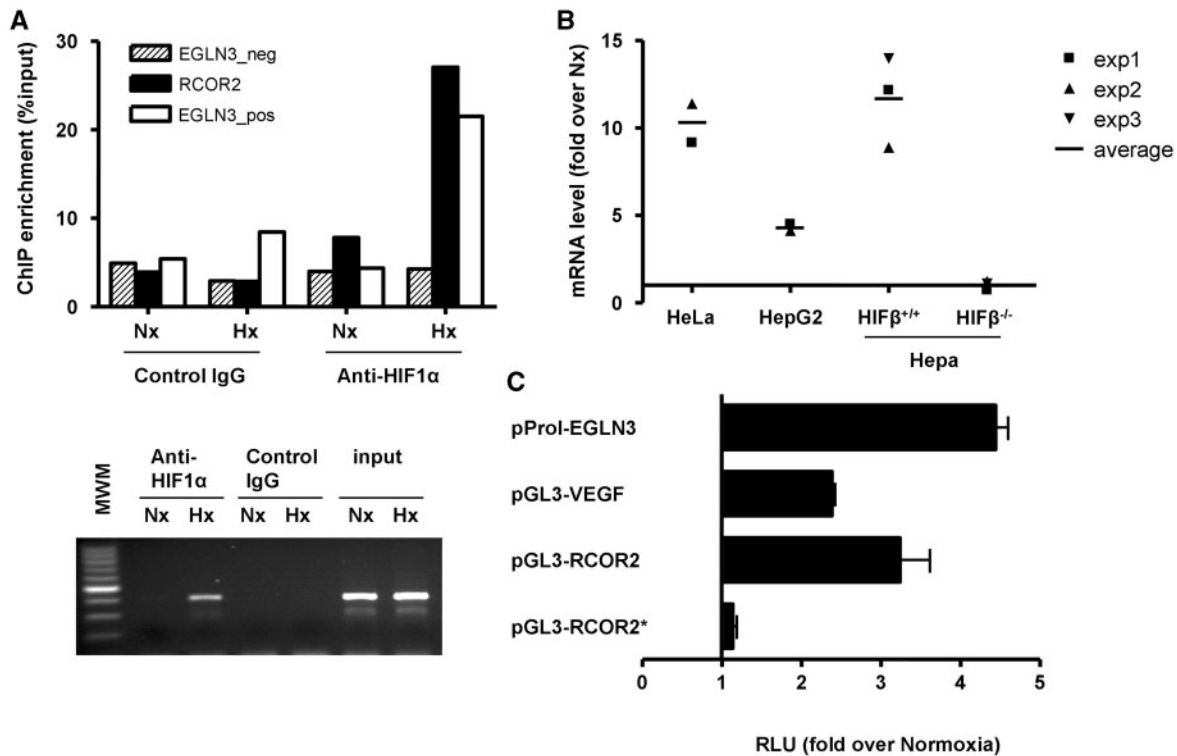 A
ChIP enrichment (%input)
30
20
10
0
EGLN3_neg
RCOR2
EGLN3_pos
Nx Hx Nx Hx
Control IgG Anti-HIF1α
MWM
Anti-
HIF1α
Control
IgG
input
Nx Hx Nx Hx Nx Hx
B
mRNA level (fold over Nx)
15
10
5
0
exp1
exp2
exp3
average
HeLa HepG2 HIFβ+/+ HIFβ-/-
Hepa
C
pProl-EGLN3
pGL3-VEGF
pGL3-RCOR2
pGL3-RCOR2*
0 1 2 3 4 5
RLU (fold over Normoxia)